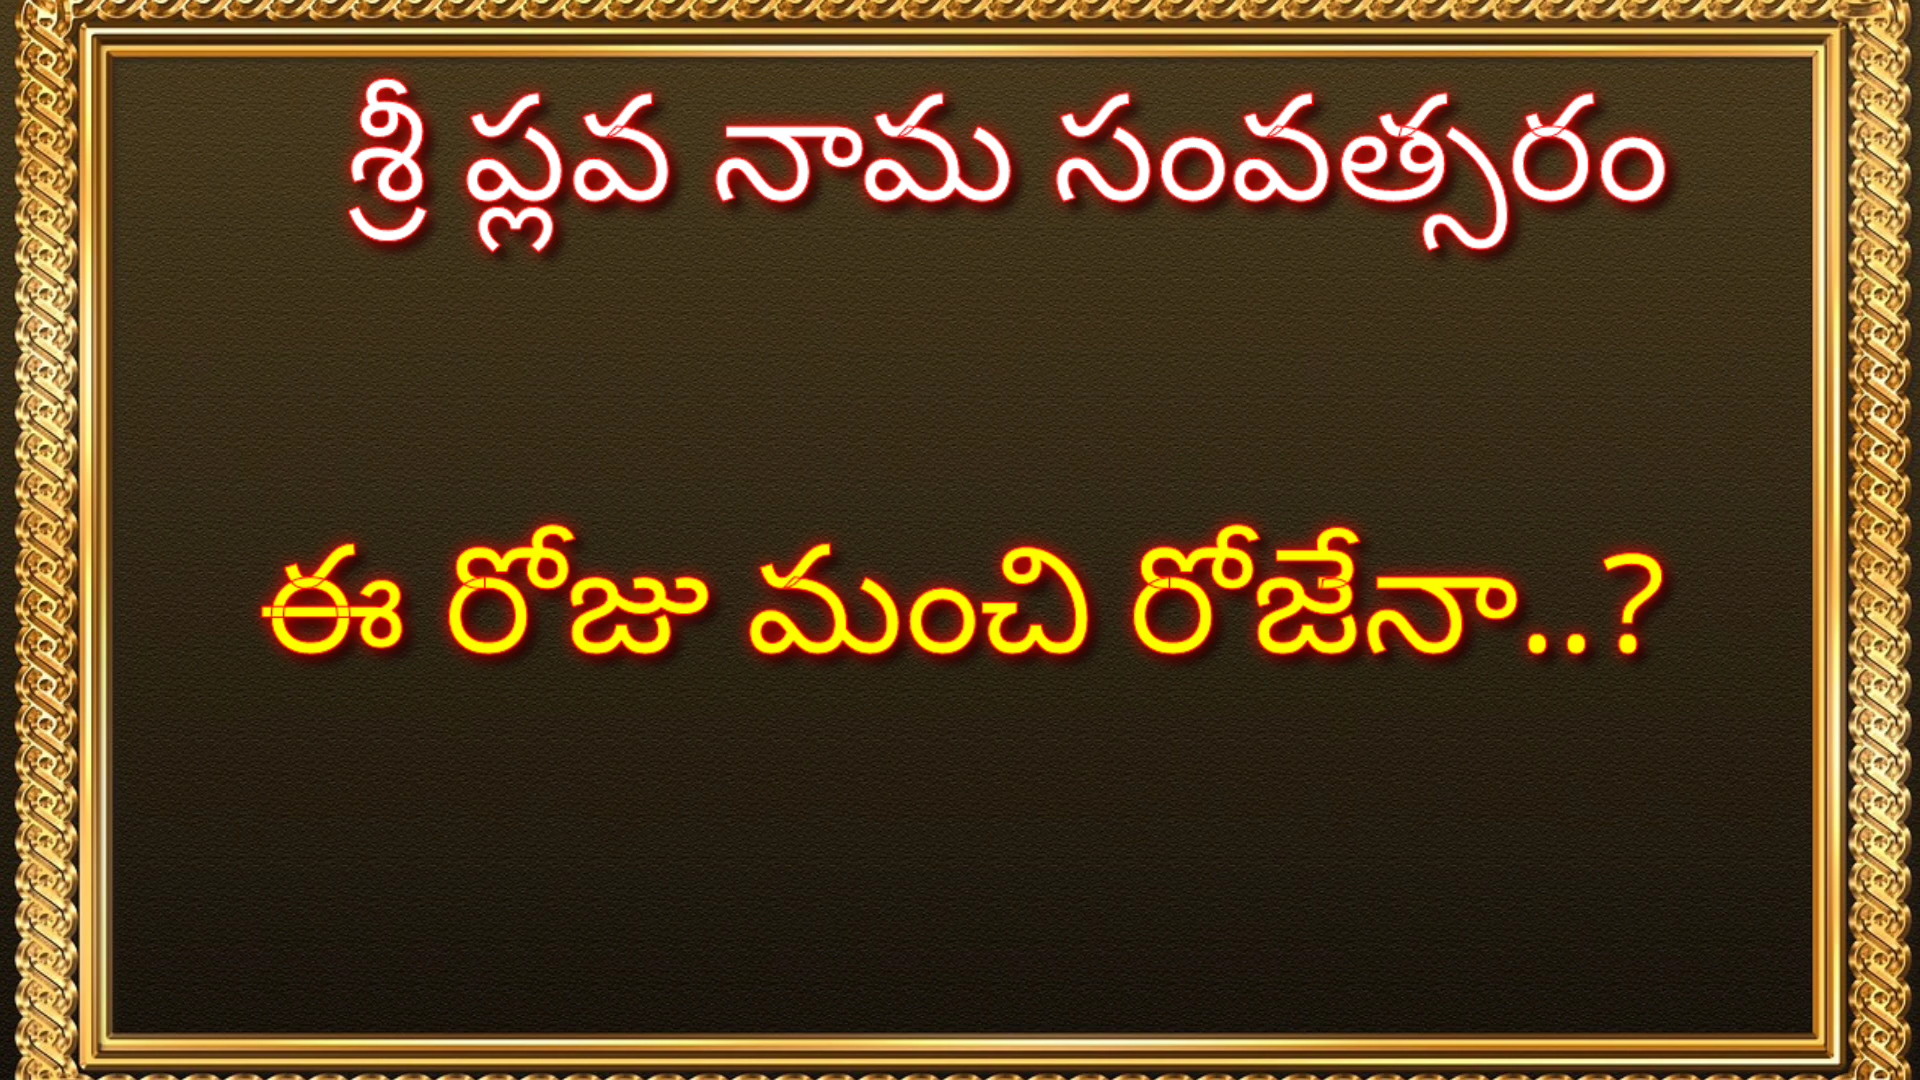 శ్రీ ప్లవ నామ సంవత్సరం
ఈ రోజు మంచి రోజేనా..?